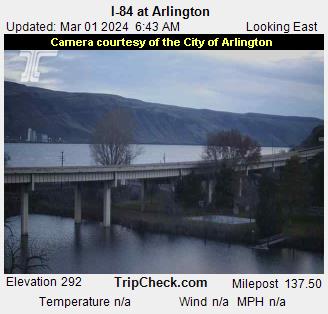 I-84 at Arlington
Updated: Mar 01 2024 6:43 AM Looking East
Camera courtesy of the City of Arlington
Elevation 292 TripCheck.com Milepost 137.50
Temperature n/a Wind n/a MPH n/a